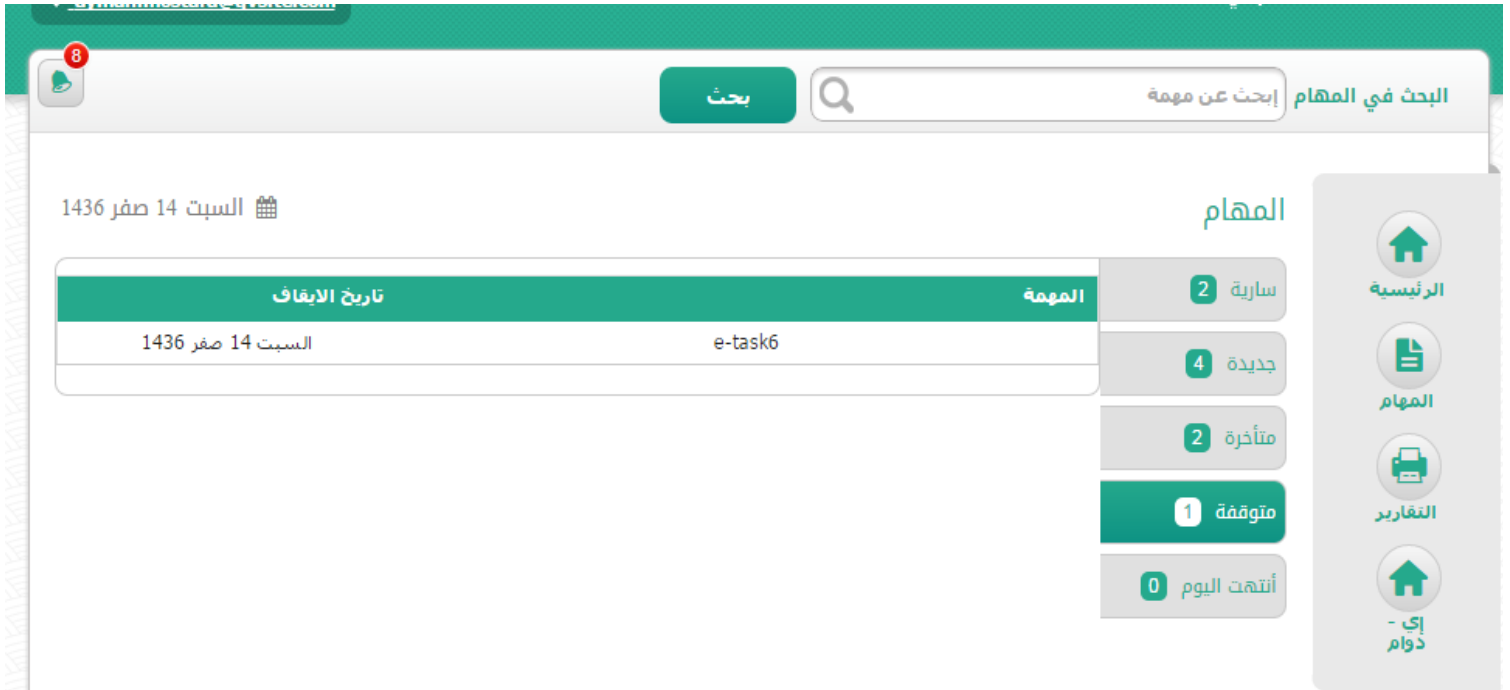 8
البحث في المهام
إبحث عن مهمة
بحث
المهام
السبت 14 صفر 1436
الرئيسية
المهام
التقارير
إي -
دوام
سارية 2
جديدة 4
متأخرة 2
متوقفة 1
أنتهت اليوم 0
المهمة تاريخ الايقاف
e-task6 السبت 14 صفر 1436